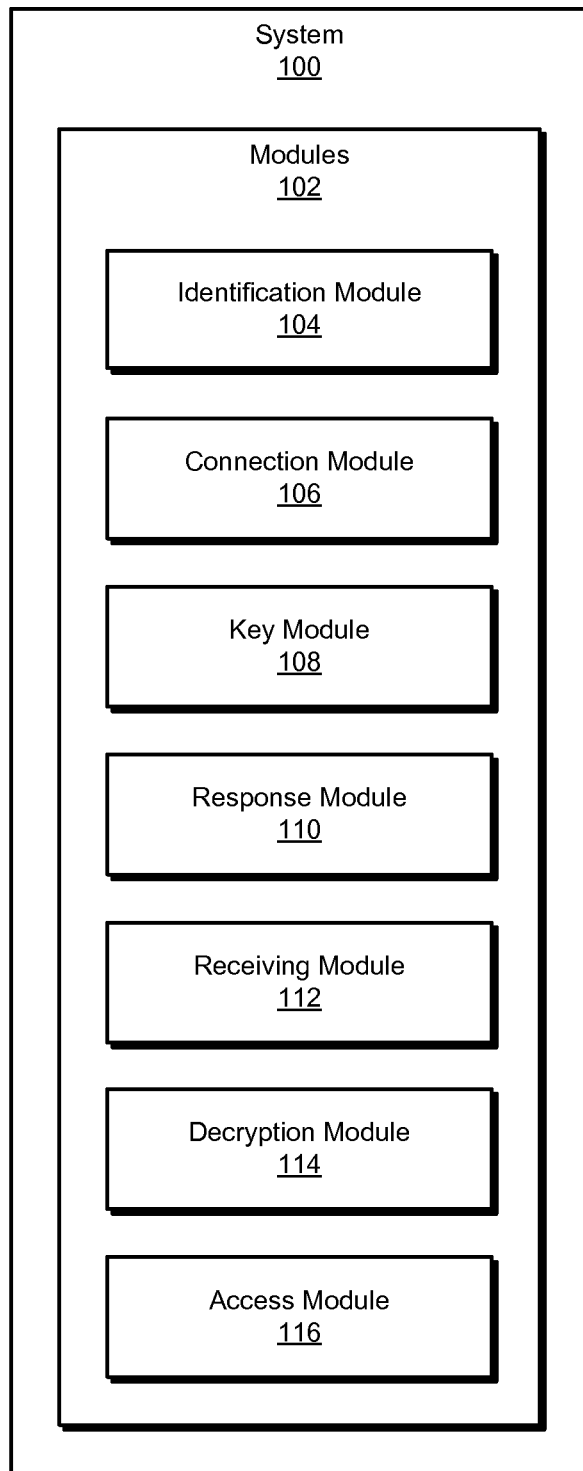 System
100
Modules
102
Identification Module
104
Connection Module
106
Key Module
108
Response Module
110
Receiving Module
112
Decryption Module
114
Access Module
116